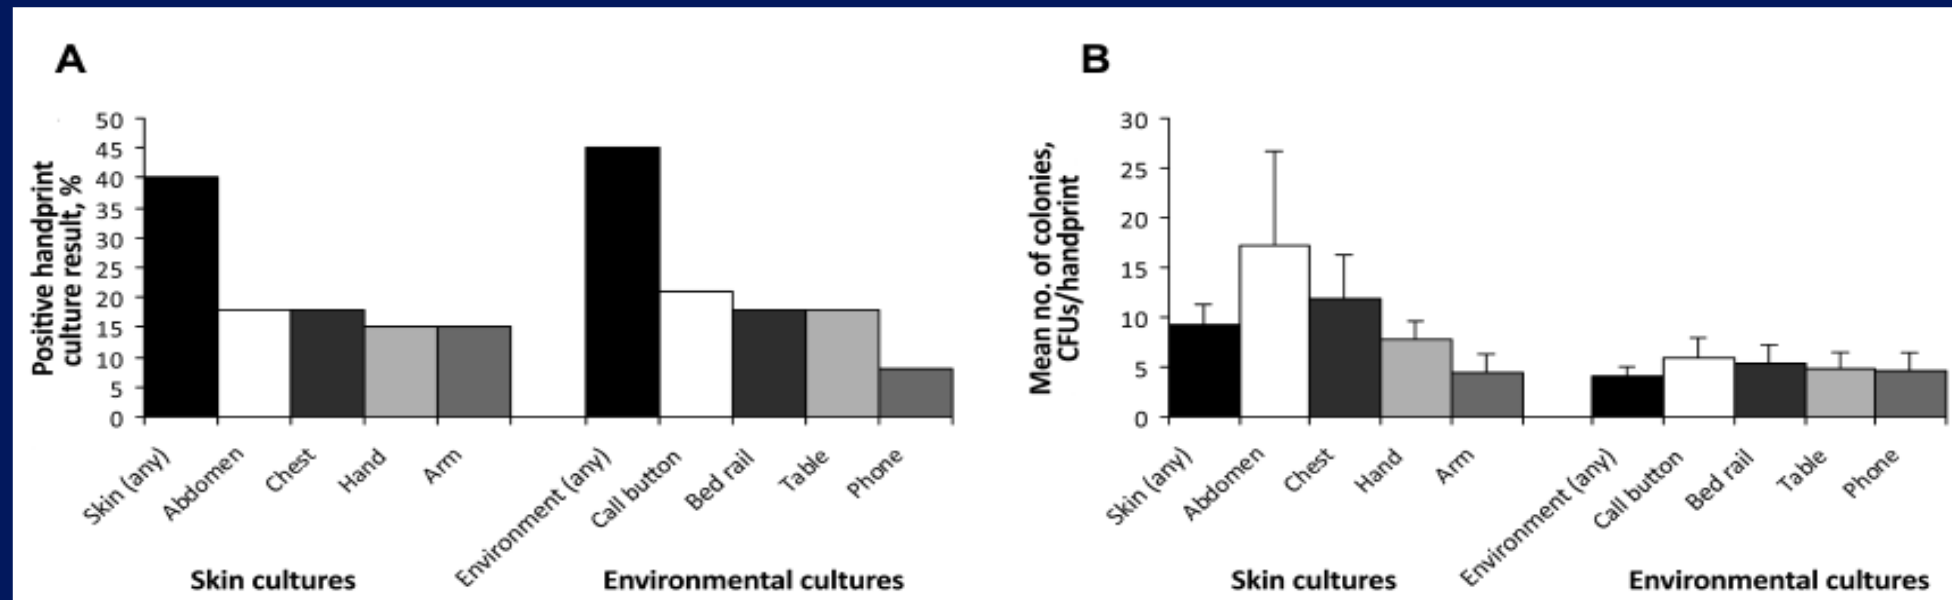 A
Positive handprint
culture result, %
50
45
40
35
30
25
20
15
10
5
0
Skin (any)
Abdomen
Chest
Hand
Arm
Environment (any)
Call button
Bed rail
Table
Phone
Skin cultures
Environmental cultures
B
Mean no. of colonies,
CFUs/handprint
30
25
20
15
10
5
0
Skin (any)
Abdomen
Chest
Hand
Arm
Environment (any)
Call button
Bed rail
Table
Phone
Skin cultures
Environmental cultures